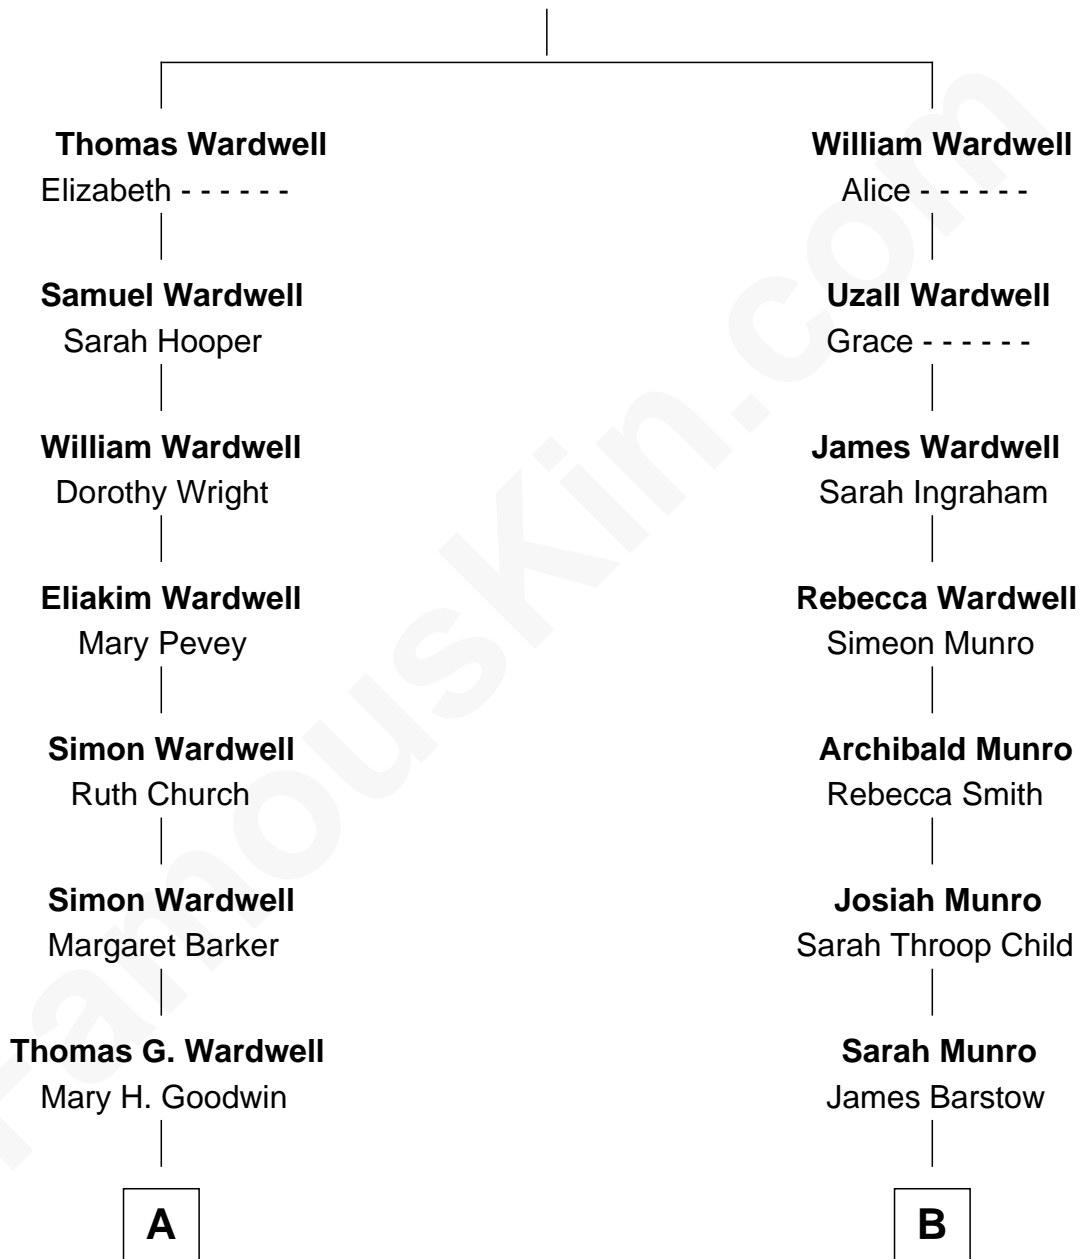 Thomas Wardwell
Elizabeth - - - - - -
Samuel Wardwell
Sarah Hooper
William Wardwell
Dorothy Wright
Eliakim Wardwell
Mary Pevey
Simon Wardwell
Ruth Church
Simon Wardwell
Margaret Barker
Thomas G. Wardwell
Mary H. Goodwin
A
William Wardwell
Alice - - - - - -
Uzall Wardwell
Grace - - - - - -
James Wardwell
Sarah Ingraham
Rebecca Wardwell
Simeon Munro
Archibald Munro
Rebecca Smith
Josiah Munro
Sarah Throop Child
Sarah Munro
James Barstow
B
FamousKin.com